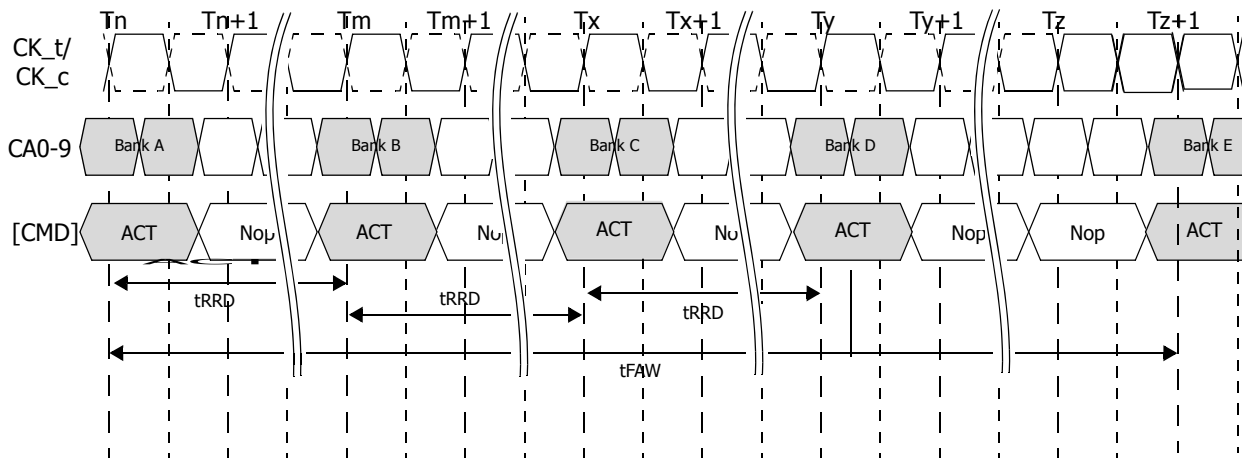 Tn Tn+1 Tm Tm+1 Tx Tx+1 Ty Ty+1 Tz Tz+1
CK_t/
CK_c
CA0-9 Bank A Bank B Bank C Bank D Bank E
[CMD] ACT Nop ACT ACT ACT Nop Nop ACT
tRRD
tRRD
tRRD
tFAW